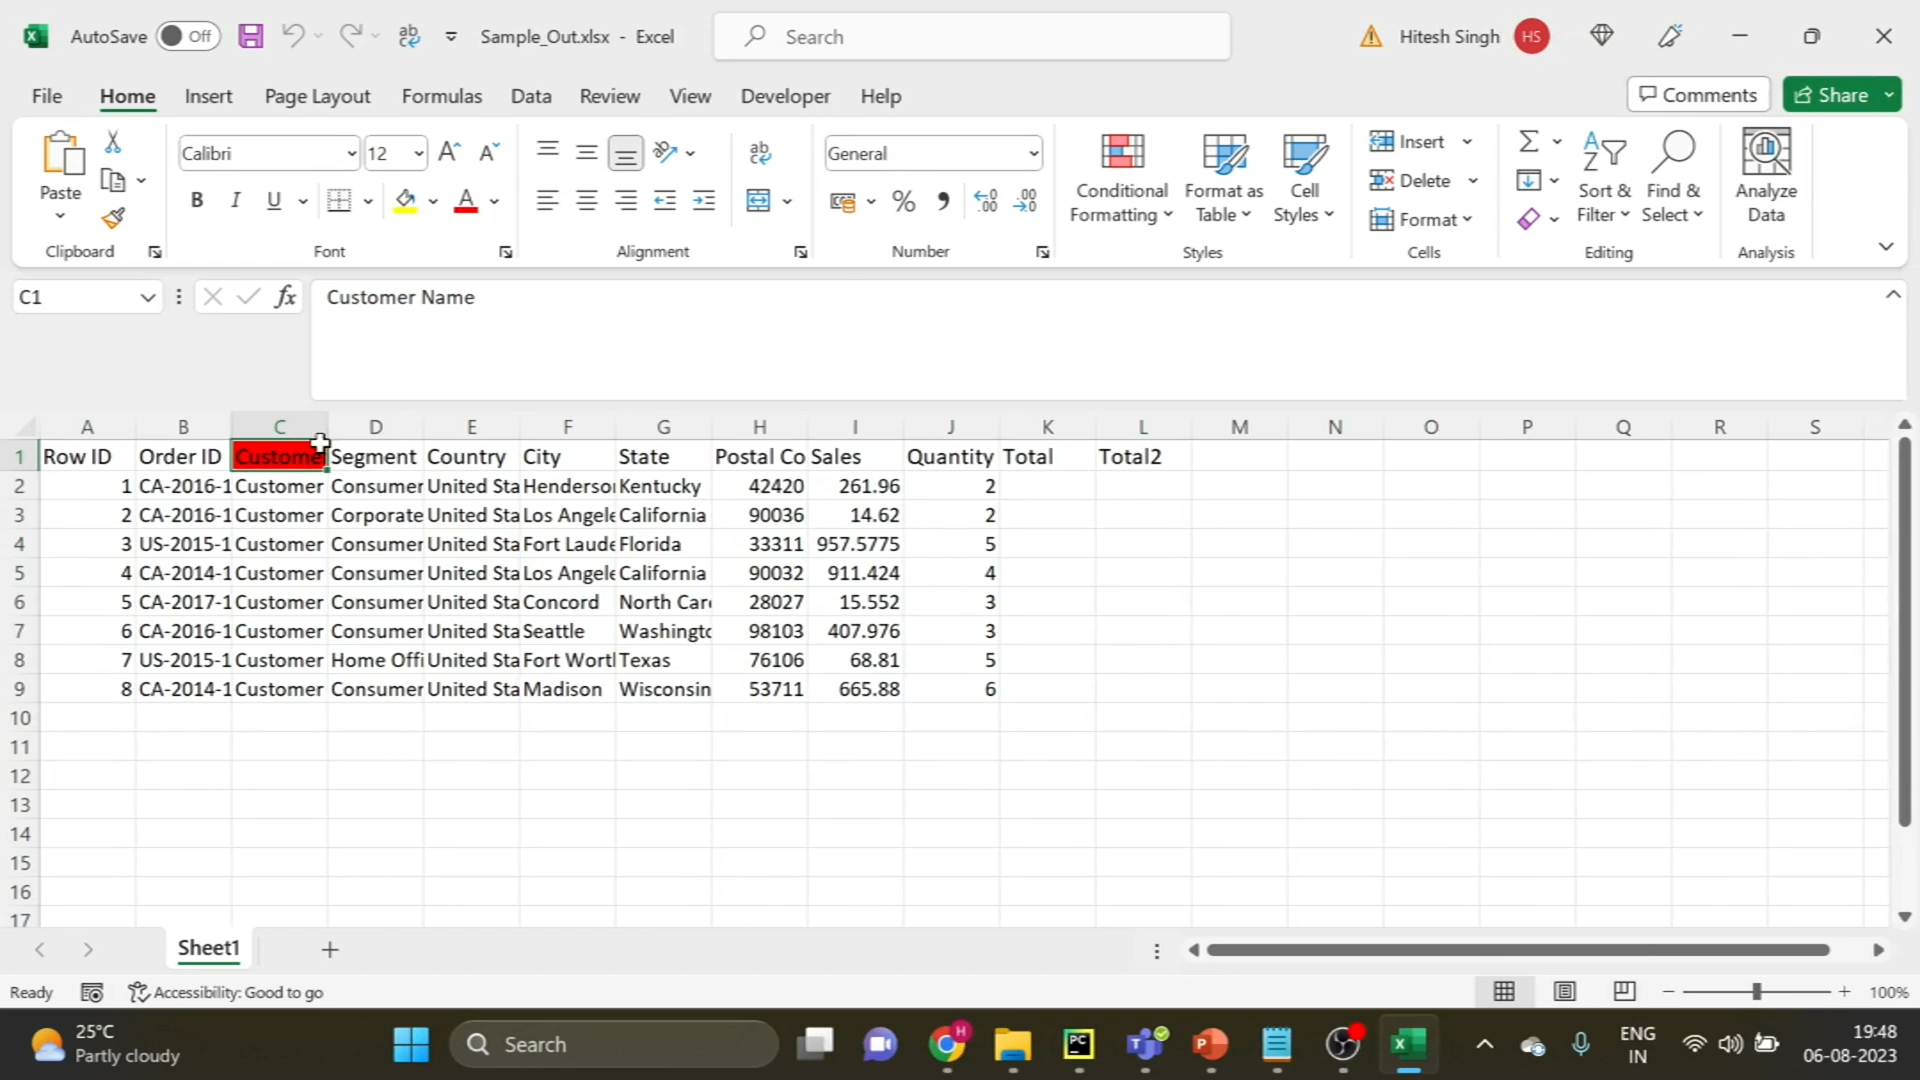 AutoSave Off Sample_Out.xlsx - Excel Search Hitesh Singh HS
File Home Insert Page Layout Formulas Data Review View Developer Help Comments Share
Paste Calibri 12 General Conditional Formatting Format as Table Cell Styles Insert Delete Format Sort & Filter Find & Select Analyze Data
Clipboard Font Alignment Number Styles Cells Editing Analysis
C1 fx Customer Name
A B C D E F G H I J K L M N O P Q R S
1 Row ID Order ID Custome Segment Country City State Postal Co Sales Quantity Total Total2
2 1 CA-2016-1 Customer Consumer United Sta Henderso Kentucky 42420 261.96 2
3 2 CA-2016-1 Customer Corporate United Sta Los Angele California 90036 14.62 2
4 3 US-2015-1 Customer Consumer United Sta Fort Laude Florida 33311 957.5775 5
5 4 CA-2014-1 Customer Consumer United Sta Los Angele California 90032 911.424 4
6 5 CA-2017-1 Customer Consumer United Sta Concord North Car 28027 15.552 3
7 6 CA-2016-1 Customer Consumer United Sta Seattle Washingto 98103 407.976 3
8 7 US-2015-1 Customer Home Offi United Sta Fort Wort Texas 76106 68.81 5
9 8 CA-2014-1 Customer Consumer United Sta Madison Wisconsin 53711 665.88 6
10
11
12
13
14
15
16
17
Sheet1
Ready Accessibility: Good to go 100%
25°C Partly cloudy Search ENG IN 19:48 06-08-2023